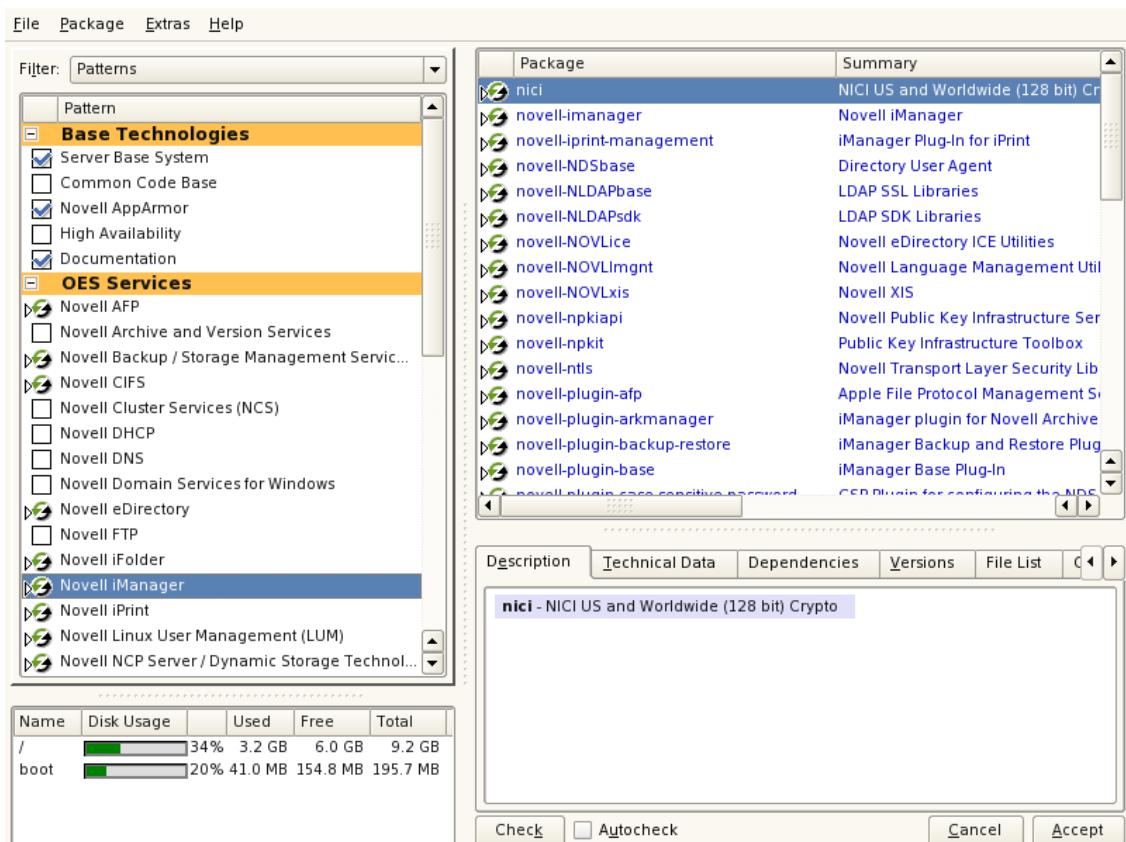 File Package Extras Help
Filter: Patterns
Pattern
Base Technologies
Server Base System
Common Code Base
Novell AppArmor
High Availability
Documentation
OES Services
Novell AFP
Novell Archive and Version Services
Novell Backup / Storage Management Servic...
Novell CIFS
Novell Cluster Services (NCS)
Novell DHCP
Novell DNS
Novell Domain Services for Windows
Novell eDirectory
Novell FTP
Novell iFolder
Novell iManager
Novell iPrint
Novell Linux User Management (LUM)
Novell NCP Server / Dynamic Storage Technol...
Name Disk Usage Used Free Total
/ 34% 3.2 GB 6.0 GB 9.2 GB
boot 20% 41.0 MB 154.8 MB 195.7 MB
Package Summary
nici NICI US and Worldwide (128 bit) Cr
novell-imanager Novell iManager
novell-iprint-management iManager Plug-In for iPrint
novell-NDSbase Directory User Agent
novell-NLDAPbase LDAP SSL Libraries
novell-NLDAPsdk LDAP SDK Libraries
novell-NOVLice Novell eDirectory ICE Utilities
novell-NOVLlmgnt Novell Language Management Util
novell-NOVLxis Novell XIS
novell-npkiapi Novell Public Key Infrastructure Ser
novell-npkit Public Key Infrastructure Toolbox
novell-ntls Novell Transport Layer Security Lib
novell-plugin-afp Apple File Protocol Management S
novell-plugin-arkmanager iManager plugin for Novell Archive
novell-plugin-backup-restore iManager Backup and Restore Plug
novell-plugin-base iManager Base Plug-In
novell-plugin-case-sensitive-password CSP Plugin for configuring the NDS
Description Technical Data Dependencies Versions File List
nici - NICI US and Worldwide (128 bit) Crypto
Check Autocheck Cancel Accept